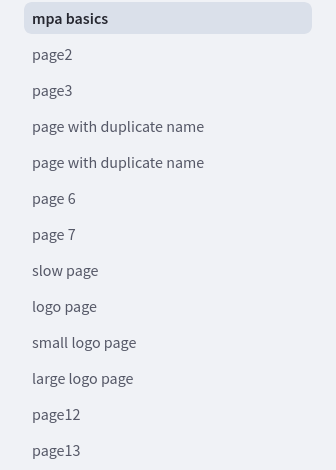 mpa basics
page2
page3
page with duplicate name
page with duplicate name
page 6
page 7
slow page
logo page
small logo page
large logo page
page12
page13